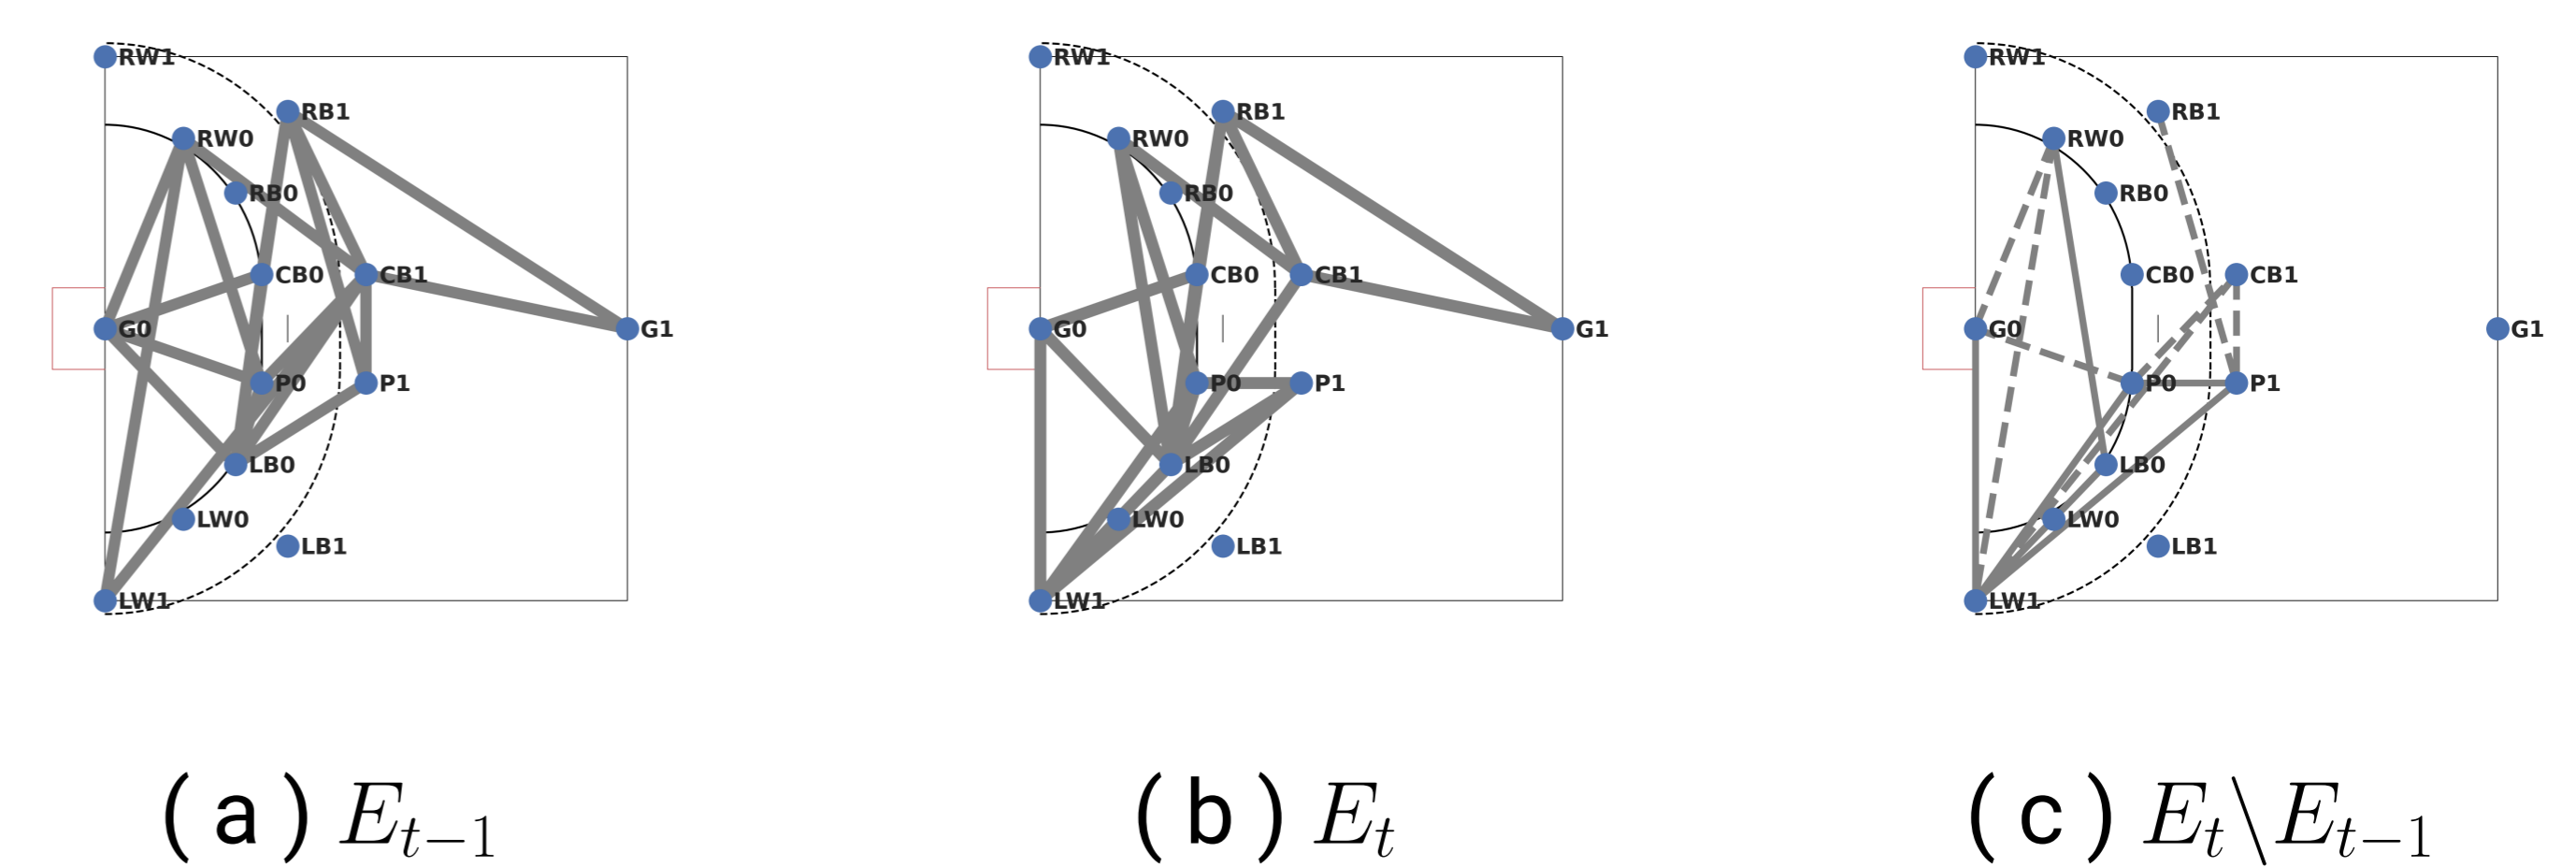 RW1
RB1
RW0
RB0
CB0
CB1
G0
G1
P0
P1
LB0
LW0
LB1
LW1
(a) E_{t-1}
RW1
RB1
RW0
RB0
CB0
CB1
G0
G1
P0
P1
LB0
LW0
LB1
LW1
(b) E_t
RW1
RB1
RW0
RB0
CB0
CB1
G0
G1
P0
P1
LB0
LW0
LB1
LW1
(c) E_t\E_{t-1}